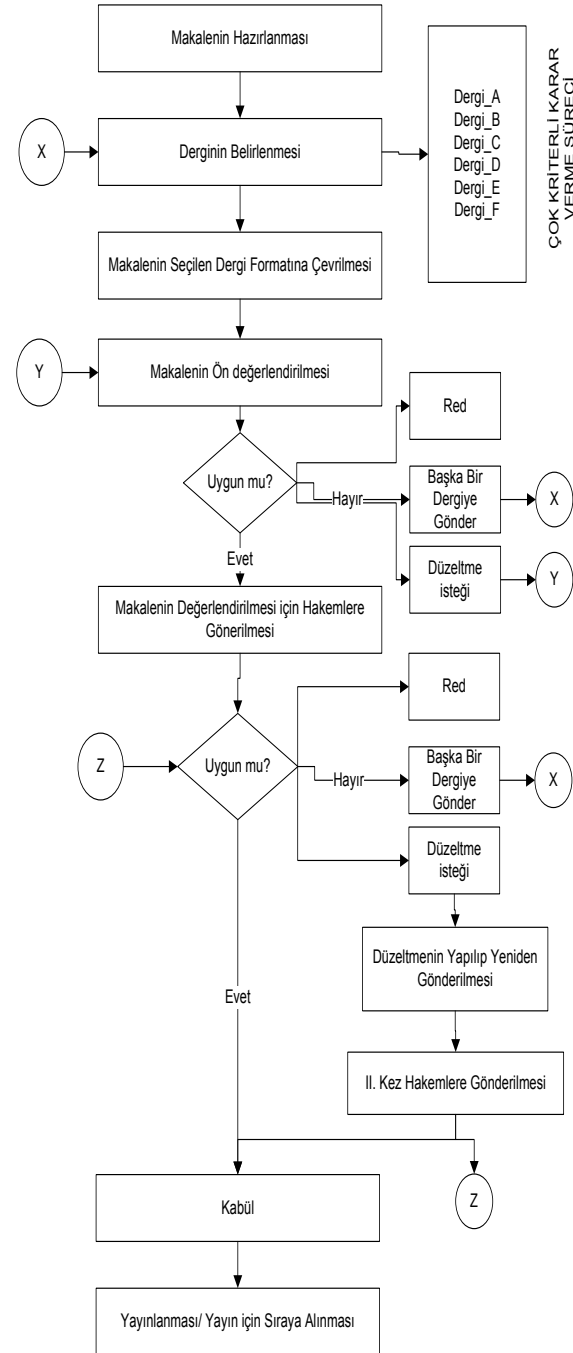 Makalenin Hazırlanması
X
Derginin Belirlenmesi
Dergi_A
Dergi_B
Dergi_C
Dergi_D
Dergi_E
Dergi_F
ÇOK KRİTERLİ KARAR
VERME SÜRECİ
Makalenin Seçilen Dergi Formatına Çevrilmesi
Y
Makalenin Ön değerlendirilmesi
Red
Uygun mu?
Hayır
Başka Bir
Dergiye
Gönder
X
Evet
Düzeltme
isteği
Y
Makalenin Değerlendirilmesi için Hakemlere
Gönerilmesi
Red
Z
Uygun mu?
Hayır
Başka Bir
Dergiye
Gönder
X
Düzeltme
isteği
Düzeltmenin Yapılıp Yeniden
Gönderilmesi
Evet
II. Kez Hakemlere Gönderilmesi
Kabül
Z
Yayınlanması/ Yayın için Sıraya Alınması